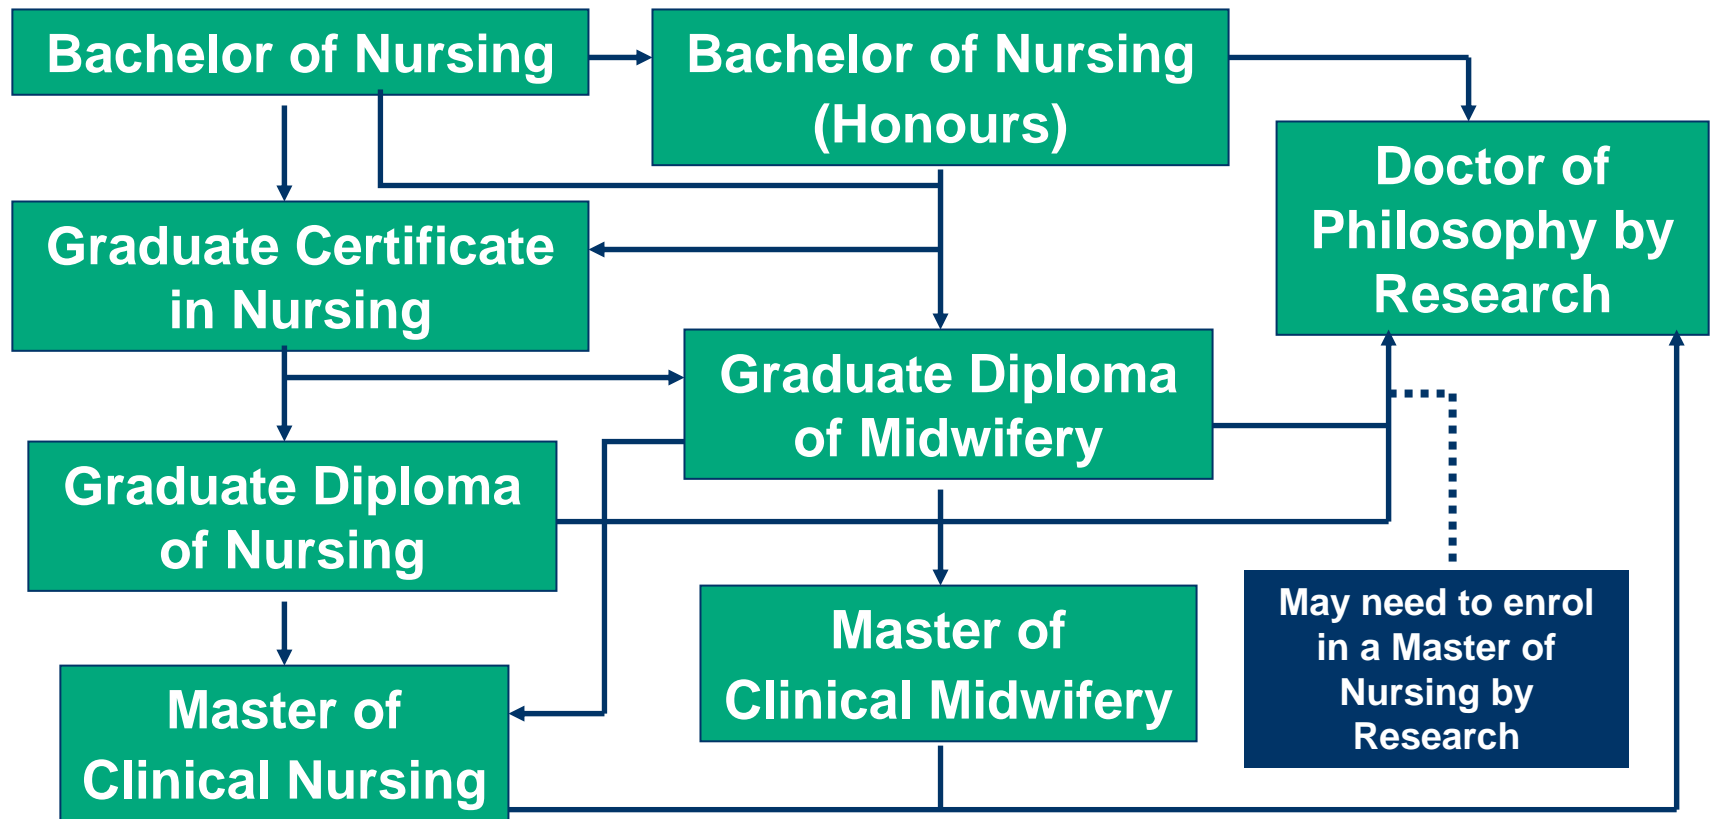 Bachelor of Nursing
Bachelor of Nursing
(Honours)
Doctor of
Philosophy by
Research
Graduate Certificate
in Nursing
Graduate Diploma
of Midwifery
Graduate Diploma
of Nursing
Master of
Clinical Midwifery
May need to enrol
in a Master of
Nursing by
Research
Master of
Clinical Nursing